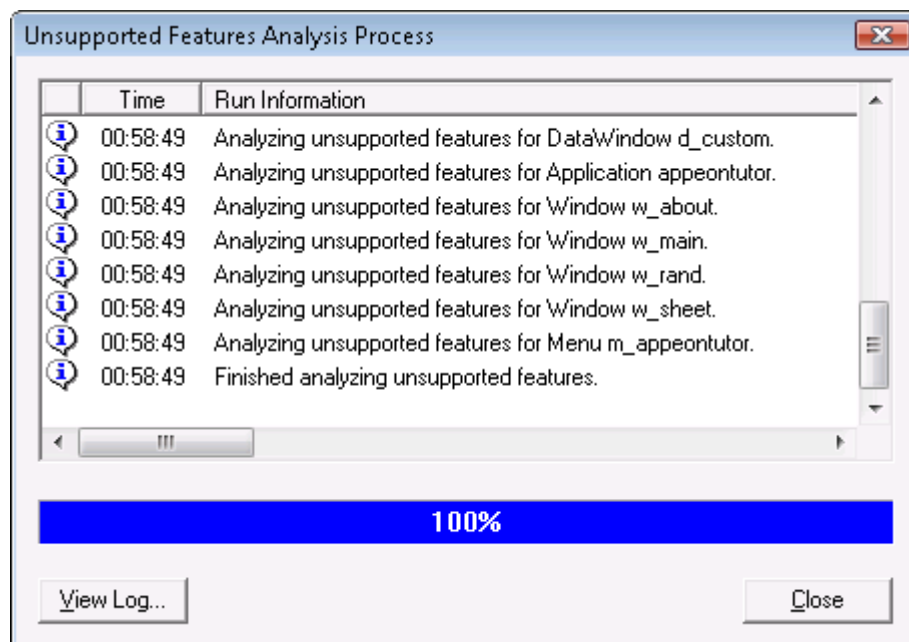 Unsupported Features Analysis Process
Time Run Information
00:58:49 Analyzing unsupported features for DataWindow d_custom.
00:58:49 Analyzing unsupported features for Application appeontutor.
00:58:49 Analyzing unsupported features for Window w_about.
00:58:49 Analyzing unsupported features for Window w_main.
00:58:49 Analyzing unsupported features for Window w_rand.
00:58:49 Analyzing unsupported features for Window w_sheet.
00:58:49 Analyzing unsupported features for Menu m_appeontutor.
00:58:49 Finished analyzing unsupported features.
100%
View Log... Close